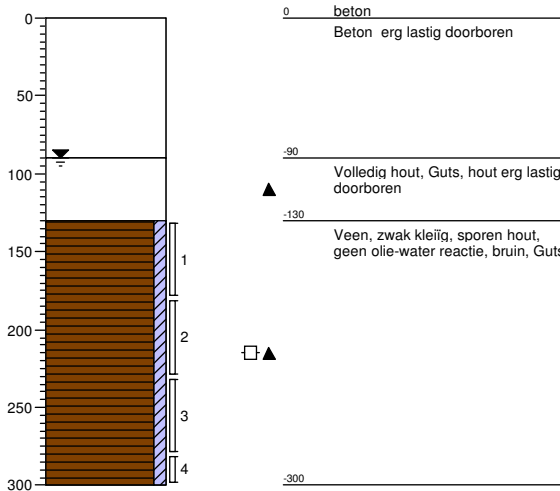 0
50
100
150
200
250
300
1
2
3
4
0 beton
Beton erg lastig doorboren
-90
Volledig hout, Guts, hout erg lastig
doorboren
-130
Veen, zwak kleiïg, sporen hout,
geen olie-water reactie, bruin, Guts
-300